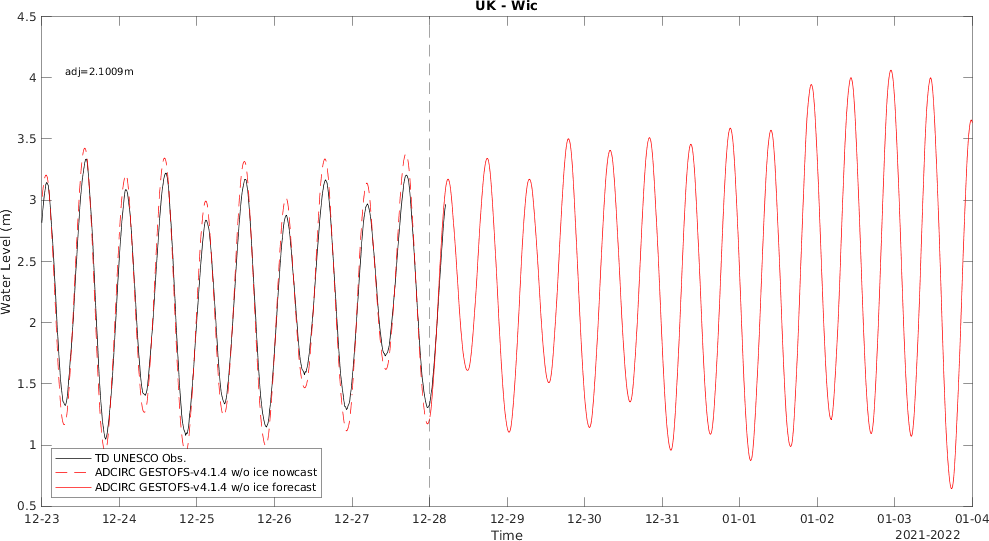 UK - Wic
4.5
4
3.5
3
2.5
2
1.5
1
0.5
Water Level (m)
adj=2.1009m
TD UNESCO Obs.
ADCIRC GESTOFS-v4.1.4 w/o ice nowcast
ADCIRC GESTOFS-v4.1.4 w/o ice forecast
12-23 12-24 12-25 12-26 12-27 12-28 12-29 12-30 12-31 01-01 01-02 01-03 01-04
Time
2021-2022